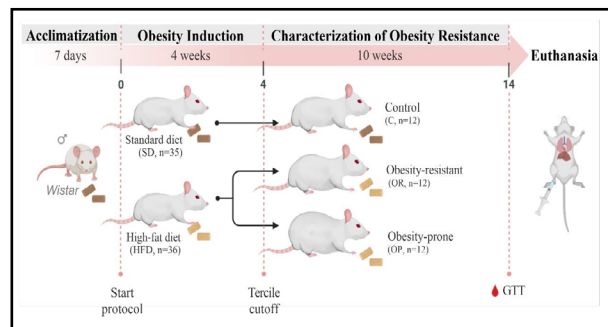 Acclimatization Obesity Induction Characterization of Obesity Resistance
7 days 4 weeks 10 weeks Euthanasia
0 4 14
♂
Wistar
Standard diet
(SD, n=35)
High-fat diet
(HFD, n=36)
Control
(C, n=12)
Obesity-resistant
(OR, n=12)
Obesity-prone
(OP, n=12)
Start
protocol
Tercile
cutoff
GTT